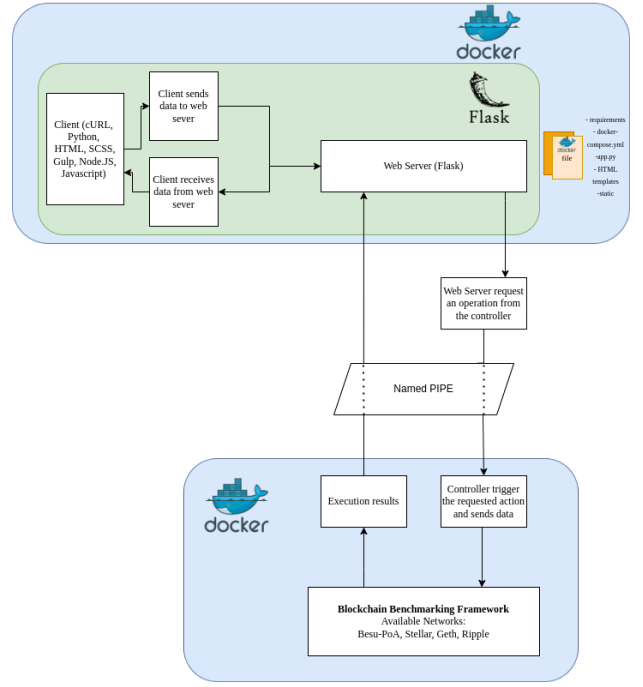 docker
Flask
Client sends
data to web
sever
Client (cURL,
Python,
HTML, SCSS,
Gulp, Node.JS,
Javascript)
Client receives
data from web
sever
Web Server (Flask)
docker
file
- requirements
- docker-
compose.yml
-app.py
- HTML
templates
-static
Web Server request
an operation from
the controller
Named PIPE
docker
Execution results
Controller trigger
the requested action
and sends data
Blockchain Benchmarking Framework
Available Networks:
Besu-PoA, Stellar, Geth, Ripple